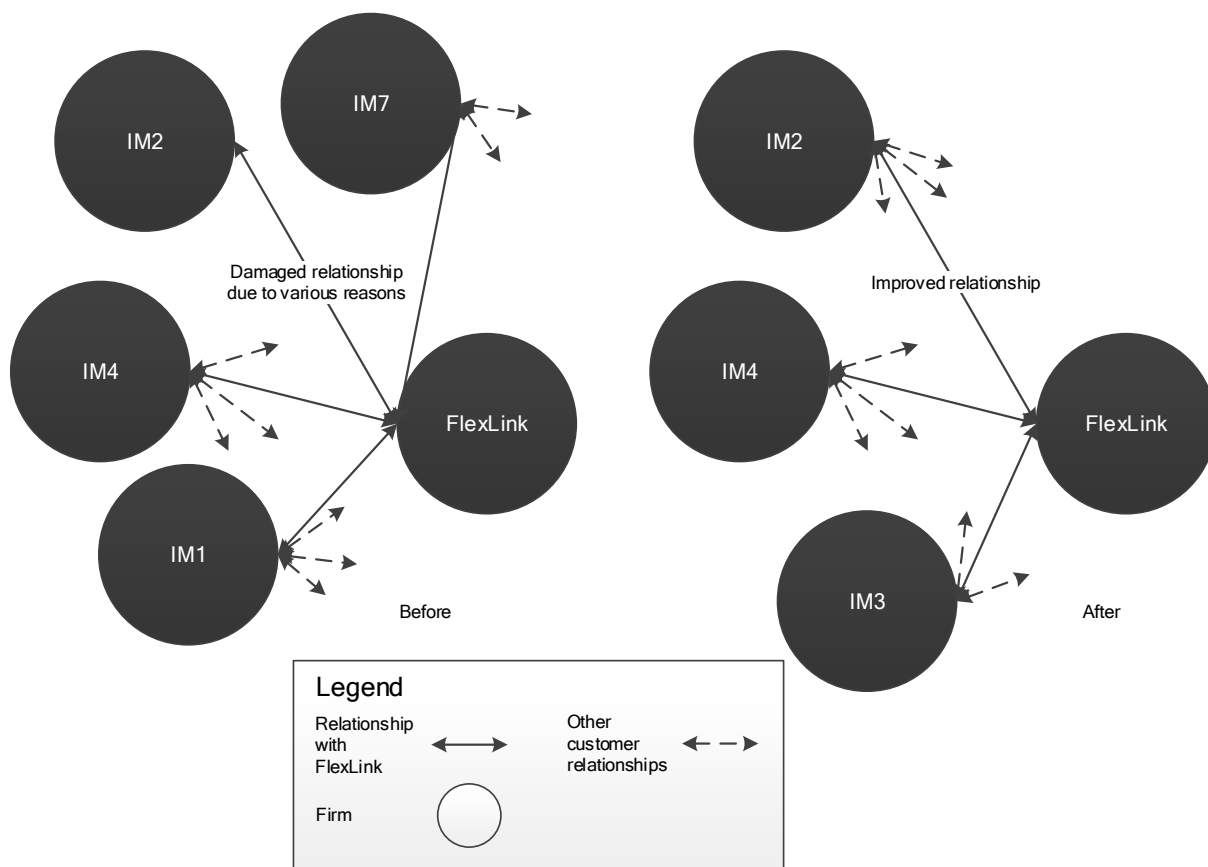 IM7
IM2
Damaged relationship
due to various reasons
IM4
FlexLink
IM1
Before
IM2
Improved relationship
IM4
FlexLink
IM3
After
Legend
Relationship
with
FlexLink
Other
customer
relationships
Firm